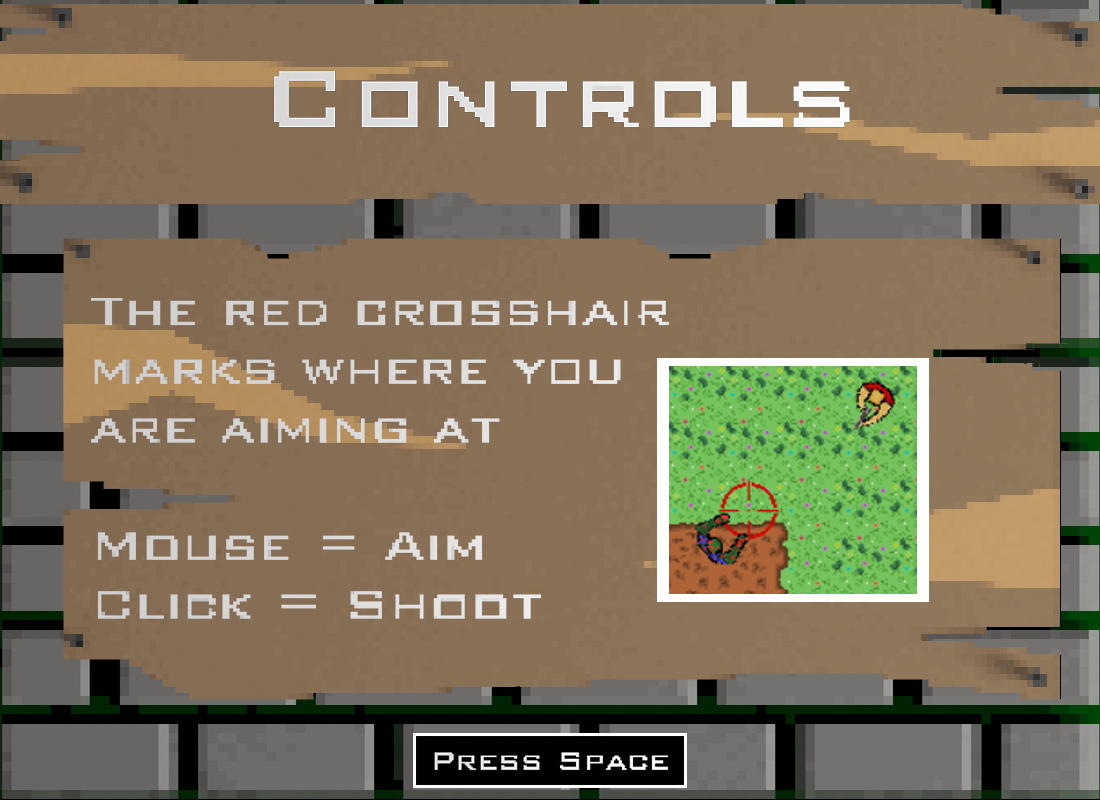 Controls
The red crosshair
marks where you
are aiming at
Mouse = Aim
Click = Shoot
Press Space